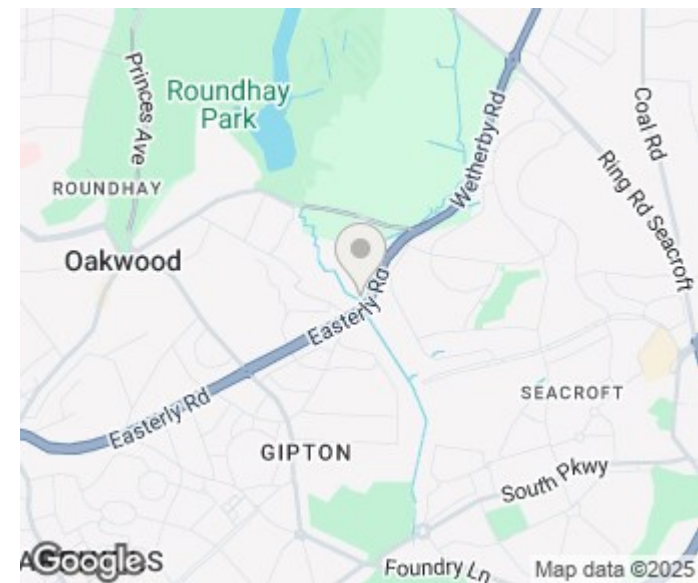 Princes Ave
Roundhay
Park
ROUNDHAY
Oakwood
Wetherby Rd
Coal Rd
Ring Rd Seacroft
Easterly Rd
Easterly Rd
SEACROFT
GIPTON
South Pkwy
Foundry Ln
Google
Map data ©2025